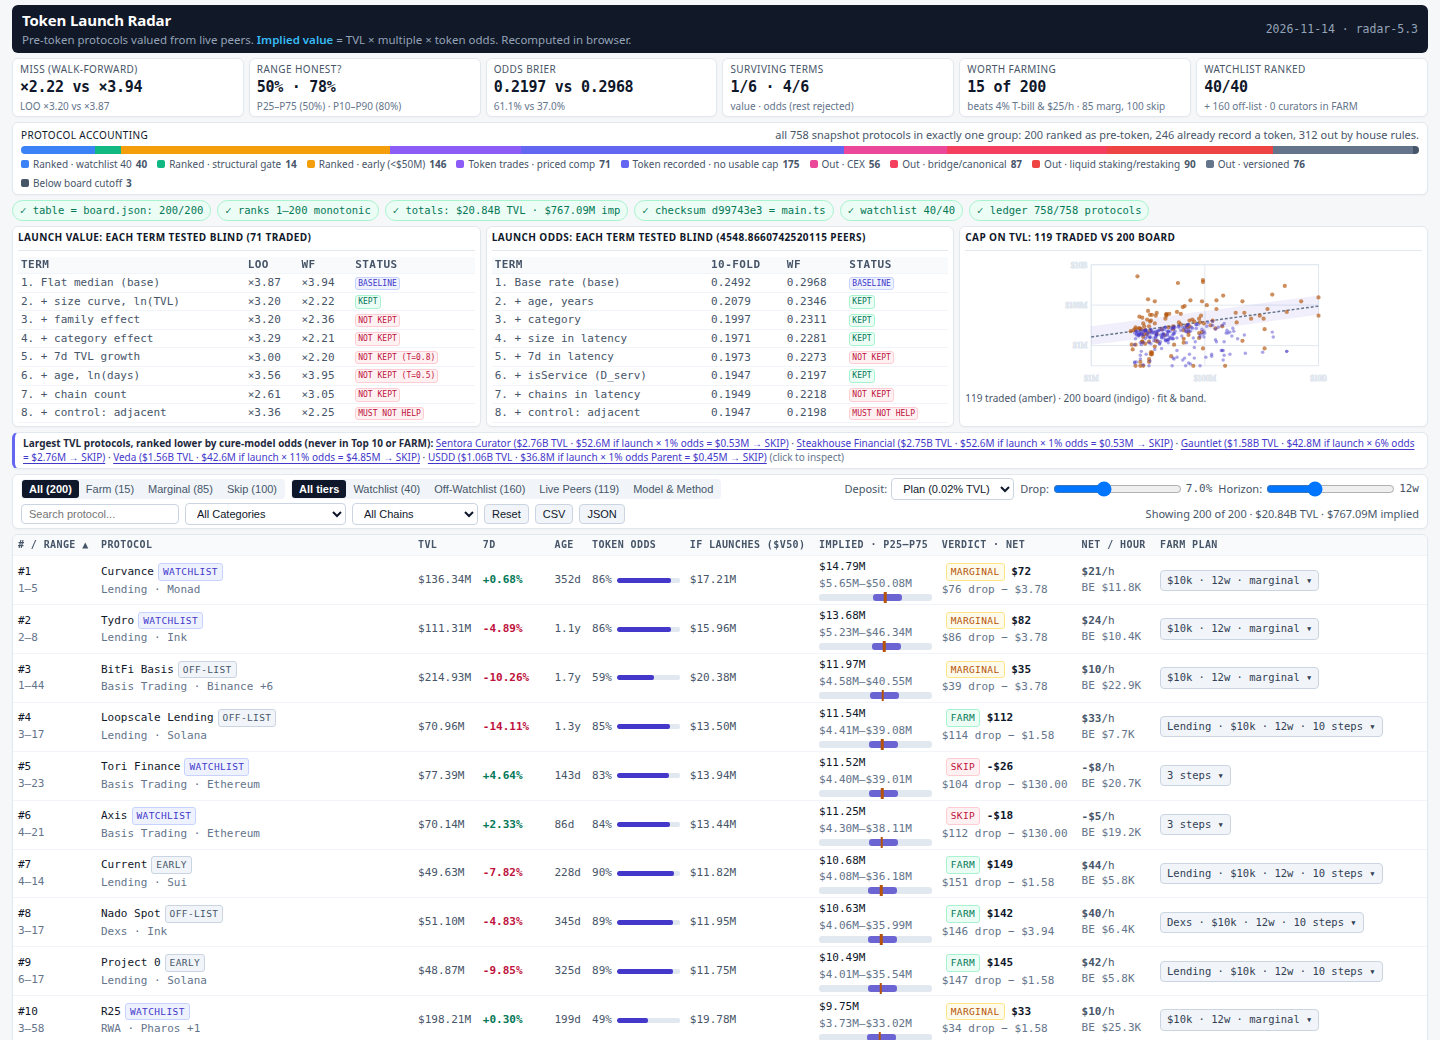 Token Launch Radar
Pre-token protocols valued from live peers. Implied value = TVL × multiple × token odds. Recomputed in browser.
2026-11-14 · radar-5.3
MISS (WALK-FORWARD)
×2.22 vs ×3.94
LOO ×3.20 vs ×3.87
RANGE HONEST?
50% · 78%
P25–P75 (50%) · P10–P90 (80%)
ODDS BRIER
0.2197 vs 0.2968
61.1% vs 37.0%
SURVIVING TERMS
1/6 · 4/6
value · odds (rest rejected)
WORTH FARMING
15 of 200
beats 4% T-bill & $25/h · 85 marg, 100 skip
WATCHLIST RANKED
40/40
+ 160 off-list · 0 curators in FARM
PROTOCOL ACCOUNTING
all 758 snapshot protocols in exactly one group: 200 ranked as pre-token, 246 already record a token, 312 out by house rules.
Ranked · watchlist 40 40
Ranked · structural gate 14
Ranked · early (<$50M) 146
Token trades · priced comp 71
Token recorded · no usable cap 175
Out · CEX 56
Out · bridge/canonical 87
Out · liquid staking/restaking 90
Out · versioned 76
Below board cutoff 3
✓ table = board.json: 200/200
✓ ranks 1–200 monotonic
✓ totals: $20.84B TVL · $767.09M imp
✓ checksum d99743e3 = main.ts
✓ watchlist 40/40
✓ ledger 758/758 protocols
LAUNCH VALUE: EACH TERM TESTED BLIND (71 TRADED)
TERM LOO WF STATUS
1. Flat median (base) ×3.87 ×3.94 BASELINE
2. + size curve, ln(TVL) ×3.20 ×2.22 KEPT
3. + family effect ×3.20 ×2.36 NOT KEPT
4. + category effect ×3.29 ×2.21 NOT KEPT
5. + 7d TVL growth ×3.00 ×2.20 NOT KEPT (T=0.8)
6. + age, ln(days) ×3.56 ×3.95 NOT KEPT (T=0.5)
7. + chain count ×2.61 ×3.05 NOT KEPT
8. + control: adjacent ×3.36 ×2.25 MUST NOT HELP
LAUNCH ODDS: EACH TERM TESTED BLIND (4548.8660742520115 PEERS)
TERM 10-FOLD WF STATUS
1. Base rate (base) 0.2492 0.2968 BASELINE
2. + age, years 0.2079 0.2346 KEPT
3. + category 0.1997 0.2311 KEPT
4. + size in latency 0.1971 0.2281 KEPT
5. + 7d in latency 0.1973 0.2273 NOT KEPT
6. + isService (D_serv) 0.1947 0.2197 KEPT
7. + chains in latency 0.1949 0.2218 NOT KEPT
8. + control: adjacent 0.1947 0.2198 MUST NOT HELP
CAP ON TVL: 119 TRADED VS 200 BOARD
119 traded (amber) · 200 board (indigo) · fit & band.
Largest TVL protocols, ranked lower by cure-model odds (never in Top 10 or FARM): Sentora Curator ($2.76B TVL · $52.6M if launch × 1% odds = $0.53M → SKIP) · Steakhouse Financial ($2.75B TVL · $52.6M if launch × 1% odds = $0.53M → SKIP) · Gauntlet ($1.58B TVL · $42.8M if launch × 6% odds
= $2.76M → SKIP) · Veda ($1.56B TVL · $42.6M if launch × 11% odds = $4.85M → SKIP) · USDD ($1.06B TVL · $36.8M if launch × 1% odds Parent = $0.45M → SKIP) (click to inspect)
All (200) Farm (15) Marginal (85) Skip (100) All tiers Watchlist (40) Off-Watchlist (160) Live Peers (119) Model & Method
Deposit: Plan (0.02% TVL) Drop: 7.0% Horizon: 12w
Search protocol... All Categories All Chains Reset CSV JSON
Showing 200 of 200 · $20.84B TVL · $767.09M implied
# / RANGE ▲ PROTOCOL TVL 7D AGE TOKEN ODDS IF LAUNCHES ($V50) IMPLIED · P25–P75 VERDICT · NET NET / HOUR FARM PLAN
#1 Curvance WATCHLIST $136.34M +0.68% 352d 86% $17.21M $14.79M MARGINAL $72 $21/h $10k · 12w · marginal ▾
1–5 Lending · Monad $5.65M–$50.08M $76 drop − $3.78 BE $11.8K
#2 Tydro WATCHLIST $111.31M -4.89% 1.1y 86% $15.96M $13.68M MARGINAL $82 $24/h $10k · 12w · marginal ▾
2–8 Lending · Ink $5.23M–$46.34M $86 drop − $3.78 BE $10.4K
#3 BitFi Basis OFF-LIST $214.93M -10.26% 1.7y 59% $20.38M $11.97M MARGINAL $35 $10/h $10k · 12w · marginal ▾
1–44 Basis Trading · Binance +6 $4.58M–$40.55M $39 drop − $3.78 BE $22.9K
#4 Loopscale Lending OFF-LIST $70.96M -14.11% 1.3y 85% $13.50M $11.54M FARM $112 $33/h Lending · $10k · 12w · 10 steps ▾
3–17 Lending · Solana $4.41M–$39.08M $114 drop − $1.58 BE $7.7K
#5 Tori Finance WATCHLIST $77.39M +4.64% 143d 83% $13.94M $11.52M SKIP -$26 -$8/h 3 steps ▾
3–23 Basis Trading · Ethereum $4.40M–$39.01M $104 drop − $130.00 BE $20.7K
#6 Axis WATCHLIST $70.14M +2.33% 86d 84% $13.44M $11.25M SKIP -$18 -$5/h 3 steps ▾
4–21 Basis Trading · Ethereum $4.30M–$38.11M $112 drop − $130.00 BE $19.2K
#7 Current EARLY $49.63M -7.82% 228d 90% $11.82M $10.68M FARM $149 $44/h Lending · $10k · 12w · 10 steps ▾
4–14 Lending · Sui $4.08M–$36.18M $151 drop − $1.58 BE $5.8K
#8 Nado Spot OFF-LIST $51.10M -4.83% 345d 89% $11.95M $10.63M FARM $142 $40/h Dexs · $10k · 12w · 10 steps ▾
3–17 Dexs · Ink $4.06M–$35.99M $146 drop − $3.94 BE $6.4K
#9 Project 0 EARLY $48.87M -9.85% 325d 89% $11.75M $10.49M FARM $145 $42/h Lending · $10k · 12w · 10 steps ▾
6–17 Lending · Solana $4.01M–$35.54M $147 drop − $1.58 BE $5.8K
#10 R25 WATCHLIST $198.21M +0.30% 199d 49% $19.78M $9.75M MARGINAL $33 $10/h $10k · 12w · marginal ▾
3–58 RWA · Pharos +1 $3.73M–$33.02M $34 drop − $1.58 BE $25.3K